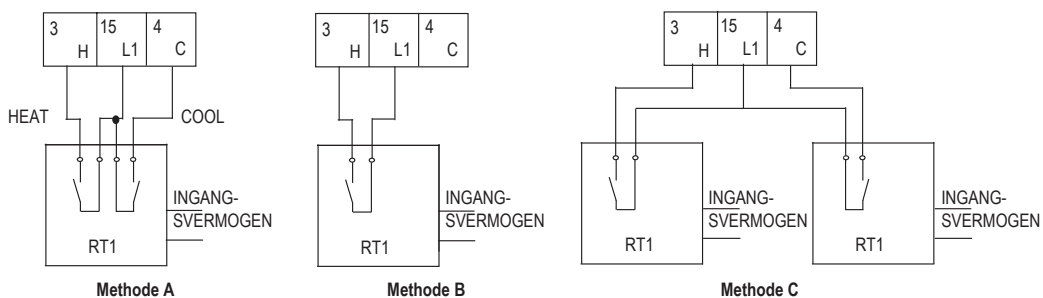 3 15 4
H L1 C
HEAT COOL
INGANG-
SVERMOGEN
RT1
Methode A
3 15 4
H L1 C
INGANG-
SVERMOGEN
RT1
Methode B
3 15 4
H L1 C
INGANG-
SVERMOGEN
RT1
INGANG-
SVERMOGEN
RT1
Methode C